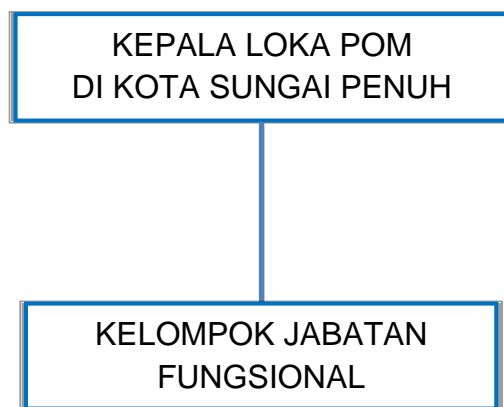 KEPALA LOKA POM
DI KOTA SUNGAI PENUH
KELOMPOK JABATAN
FUNGSIONAL